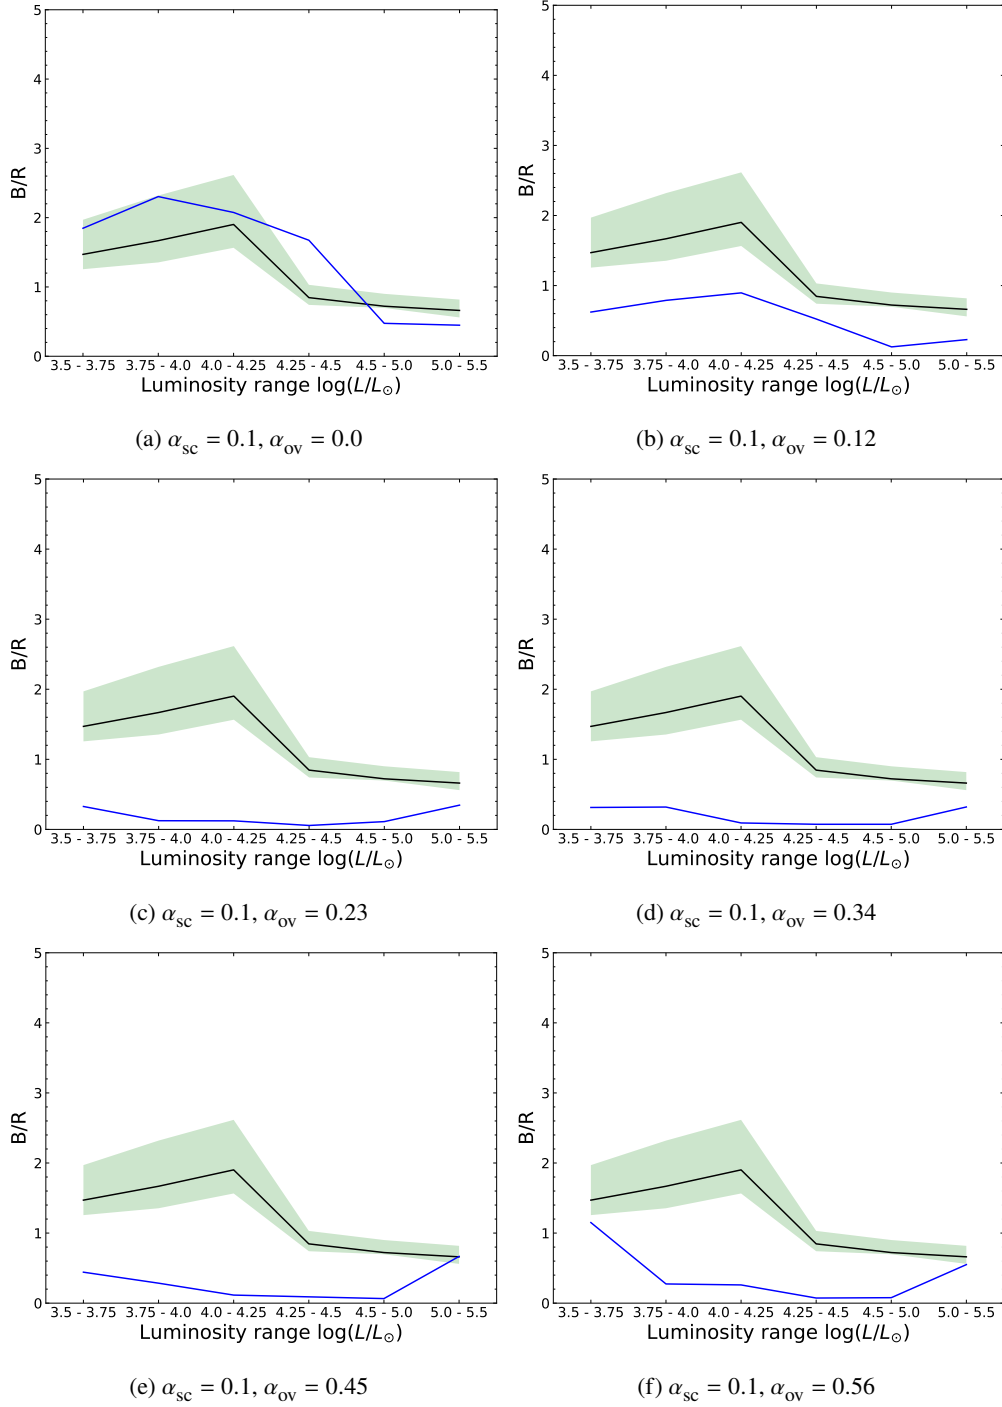 5
4
3
2
1
0
B/R
3.5 - 3.75 3.75 - 4.0 4.0 - 4.25 4.25 - 4.5 4.5 - 5.0 5.0 - 5.5
Luminosity range log(L/L⊙)
(a) αsc = 0.1, αov = 0.0
5
4
3
2
1
0
B/R
3.5 - 3.75 3.75 - 4.0 4.0 - 4.25 4.25 - 4.5 4.5 - 5.0 5.0 - 5.5
Luminosity range log(L/L⊙)
(b) αsc = 0.1, αov = 0.12
5
4
3
2
1
0
B/R
3.5 - 3.75 3.75 - 4.0 4.0 - 4.25 4.25 - 4.5 4.5 - 5.0 5.0 - 5.5
Luminosity range log(L/L⊙)
(c) αsc = 0.1, αov = 0.23
5
4
3
2
1
0
B/R
3.5 - 3.75 3.75 - 4.0 4.0 - 4.25 4.25 - 4.5 4.5 - 5.0 5.0 - 5.5
Luminosity range log(L/L⊙)
(d) αsc = 0.1, αov = 0.34
5
4
3
2
1
0
B/R
3.5 - 3.75 3.75 - 4.0 4.0 - 4.25 4.25 - 4.5 4.5 - 5.0 5.0 - 5.5
Luminosity range log(L/L⊙)
(e) αsc = 0.1, αov = 0.45
5
4
3
2
1
0
B/R
3.5 - 3.75 3.75 - 4.0 4.0 - 4.25 4.25 - 4.5 4.5 - 5.0 5.0 - 5.5
Luminosity range log(L/L⊙)
(f) αsc = 0.1, αov = 0.56